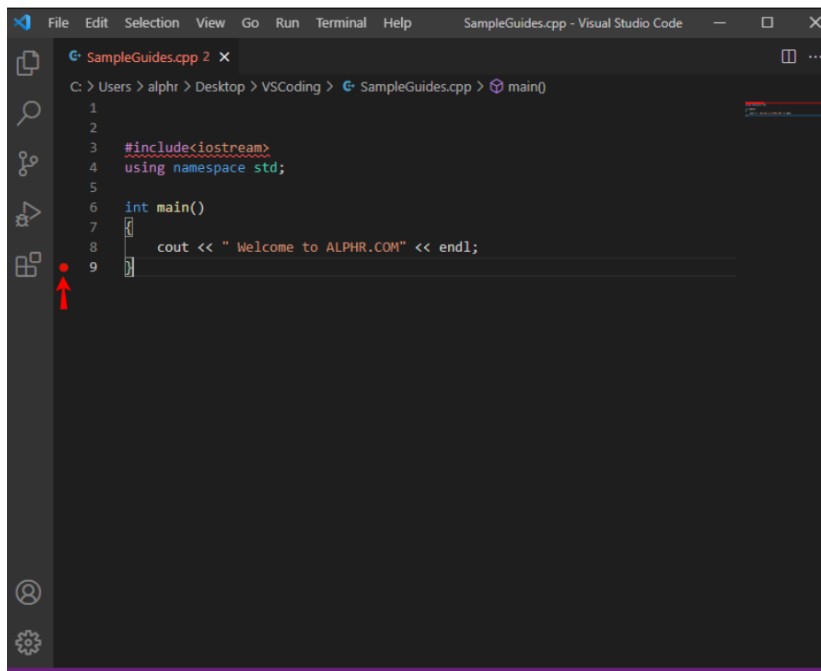 File Edit Selection View Go Run Terminal Help SampleGuides.cpp - Visual Studio Code
SampleGuides.cpp 2
C: > Users > alphr > Desktop > VSCoding > SampleGuides.cpp > main()
1
2
3 #include<iostream>
4 using namespace std;
5
6 int main()
7 {
8 cout << " Welcome to ALPHR.COM" << endl;
9 }